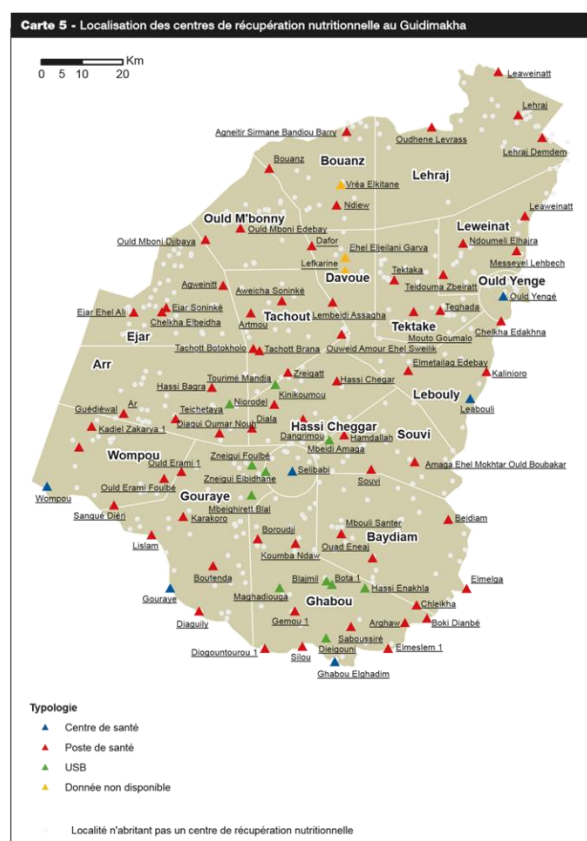 Carte 5 - Localisation des centres de récupération nutritionnelle au Guidimakha
Km
0 5 10 20
Leaweinatt
Lehraj
Agneitir Sirmane Bandiou Barry
Oudhene Levrass
Lehraj Demdem
Bouanz
Bouanz
Lehraj
Vréa Elkitane
Ndiew
Leaweinatt
Ould M'bonny
Leweinat
Ould Mboni Edebay
Ould Mboni Djibaya
Dafor
Ehel Eljeilani Garva
Ndoumeli Elhajra
Messeyel Lehbech
Lefkarine
Davoue
Tektaka
Teidouma Zbeiratt
Ould Yenge
Agweinitt
Aweicha Soninké
Ould Yengé
Ejar Soninké
Ejar Ehel Ali
Cheikha Elbeidha
Artmou
Tachout
Lembeidi Assagha
Teghada
Tektake
Mouto Goumalo
Cheikha Edakhna
Ejar
Tachott Botokholo
Tachott Brana
Ouweid Amour Ehel Sweilik
Arr
Zreigatt
Elmetailag Edebay
Kalinioro
Tourimé Mandja
Hassi Bagra
Hassi Chegar
Lebouly
Niorodel
Kinikoumou
Leabouli
Guédiéwal
Ar
Teichetaya
Diala
Hassi Cheggar
Kadiel Zakarya 1
Diagui Oumar Nouh
Dangrimou
Hamdallah
Souvi
Mbeidi Amaga
Wompou
Zneigui Foulbé
Ould Erami 1
Amaga Ehel Mokhtar Ould Boubakar
Zneigui Elbidhane
Selibabi
Souvi
Wompou
Ould Erami Foulbé
Gouraye
Mbeighirett Blal
Sangué Diéri
Karakoro
Beidiam
Mbouli Santer
Boroudji
Baydiam
Lislam
Koumba Ndaw
Ouad Eneaj
Boutenda
Blajmil
Bota 1
Elmelga
Gouraye
Maghadiouga
Hassi Enakhla
Ghabou
Chleikha
Diaguily
Gemou 1
Arghaw
Boki Dianbé
Saboussiré
Diogountourou 1
Silou
Djeigouni
Elmeslem 1
Ghabou Elghadim
Typologie
Centre de santé
Poste de santé
USB
Donnée non disponible
Localité n'abritant pas un centre de récupération nutritionnelle